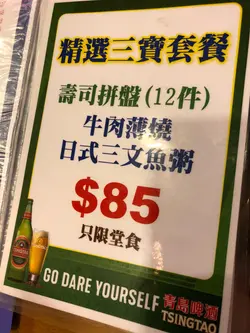 精選三寶套餐
壽司拼盤(12件)
牛肉薄燒
日式三文魚粥
$85
只限堂食
GO DARE YOURSELF 青島啤酒
TSINGTAO